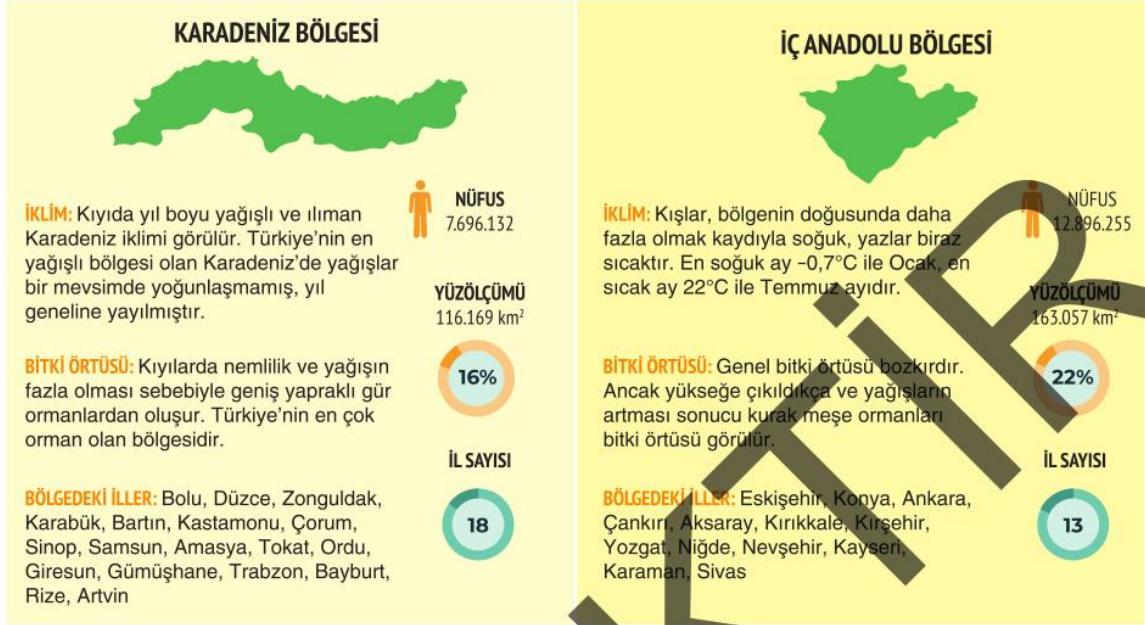 KARADENİZ BÖLGESİ
İKLİM: Kıyıda yıl boyu yağışlı ve ılıman
Karadeniz iklimi görülür. Türkiye’nin en
yağışlı bölgesi olan Karadeniz’de yağışlar
bir mevsimde yoğunlaşmamış, yıl
geneline yayılmıştır.
NÜFUS
7.696.132
YÜZÖLÇÜMÜ
116.169 km²
16%
BİTKİ ÖRTÜSÜ: Kıyılarda nemlilik ve yağışın
fazla olması sebebiyle geniş yapraklı gür
ormanlardan oluşur. Türkiye’nin en çok
orman olan bölgesidir.
İL SAYISI
18
BÖLGEDEKİ İLLER: Bolu, Düzce, Zonguldak,
Karabük, Bartın, Kastamonu, Çorum,
Sinop, Samsun, Amasya, Tokat, Ordu,
Giresun, Gümüşhane, Trabzon, Bayburt,
Rize, Artvin
İÇ ANADOLU BÖLGESİ
İKLİM: Kışlar, bölgenin doğusunda daha
fazla olmak kaydıyla soğuk, yazlar biraz
sıcaktır. En soğuk ay -0,7°C ile Ocak, en
sıcak ay 22°C ile Temmuz ayıdır.
NÜFUS
12.896.255
YÜZÖLÇÜMÜ
163.057 km²
22%
BİTKİ ÖRTÜSÜ: Genel bitki örtüsü bozkırdır.
Ancak yükseğe çıkıldıkça ve yağışların
artması sonucu kurak meşe ormanları
bitki örtüsü görülür.
İL SAYISI
13
BÖLGEDEKİ İLLER: Eskişehir, Konya, Ankara,
Çankırı, Aksaray, Kırıkkale, Kırşehir,
Yozgat, Niğde, Nevşehir, Kayseri,
Karaman, Sivas
KTİR